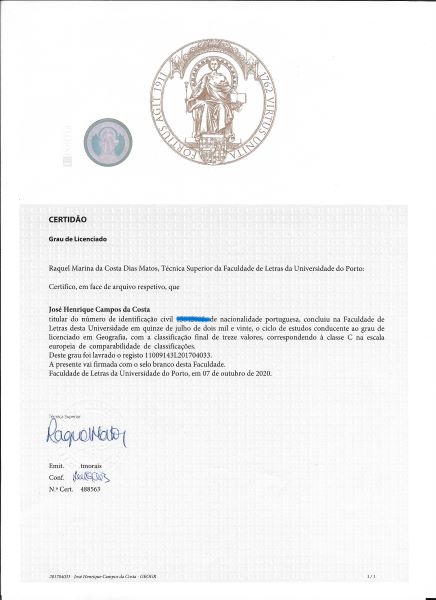 VIRTUS UNITA FORTIUS AGIT 1911 1762
U.PORTO
CERTIDÃO
Grau de Licenciado
Raquel Marina da Costa Dias Matos, Técnica Superior da Faculdade de Letras da Universidade do Porto:
Certifico, em face de arquivo respetivo, que
José Henrique Campos da Costa
titular do número de identificação civil de nacionalidade portuguesa, concluiu na Faculdade de
Letras desta Universidade em quinze de julho de dois mil e vinte, o ciclo de estudos conducente ao grau de
licenciado em Geografia, com a classificação final de treze valores, correspondendo à classe C na escala
europeia de comparabilidade de classificações.
Deste grau foi lavrado o registo 11009143L201704033.
A presente vai firmada com o selo branco desta Faculdade.
Faculdade de Letras da Universidade do Porto, em 07 de outubro de 2020.
Técnica Superior
Raquel Matos
Emit. tmorais
Conf.
N.º Cert. 488563
201704033 - José Henrique Campos da Costa - GEOGR 1 / 1